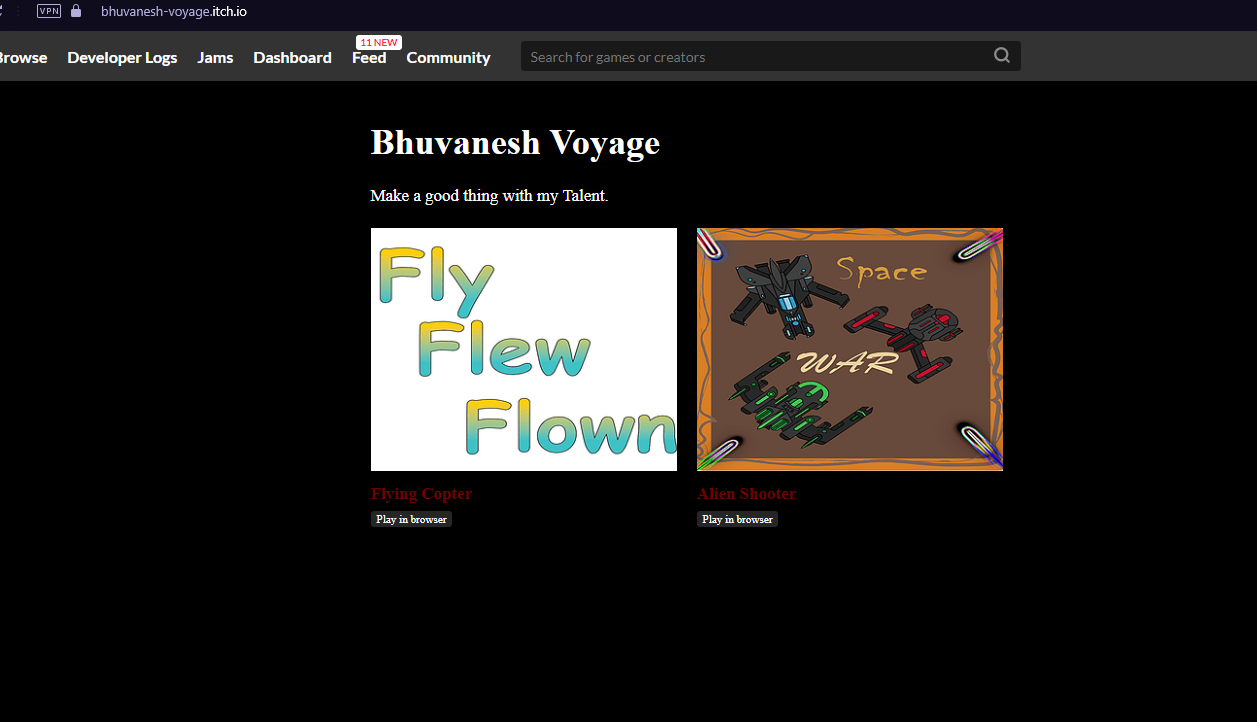 VPN bhuvanesh-voyage.itch.io
11 NEW
Browse Developer Logs Jams Dashboard Feed Community Search for games or creators
Bhuvanesh Voyage
Make a good thing with my Talent.
Fly
Flew
Flown
Space
WAR
Flying Copter Alien Shooter
Play in browser Play in browser